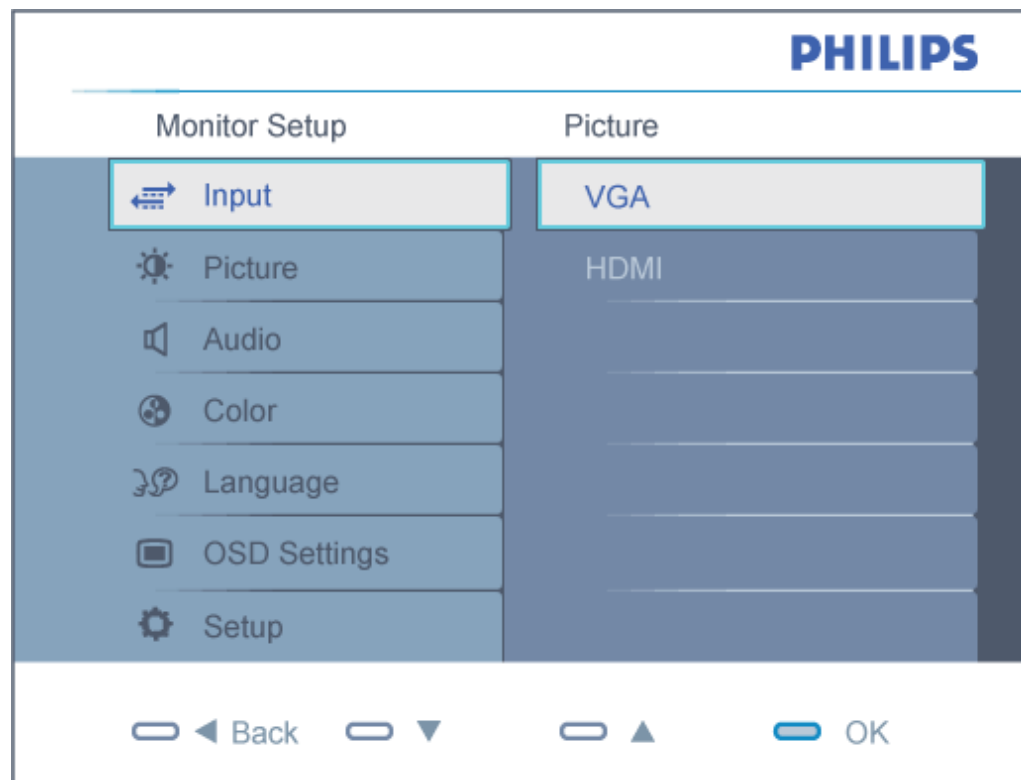 PHILIPS
Monitor Setup Picture
Input VGA
Picture HDMI
Audio
Color
Language
OSD Settings
Setup
Back OK